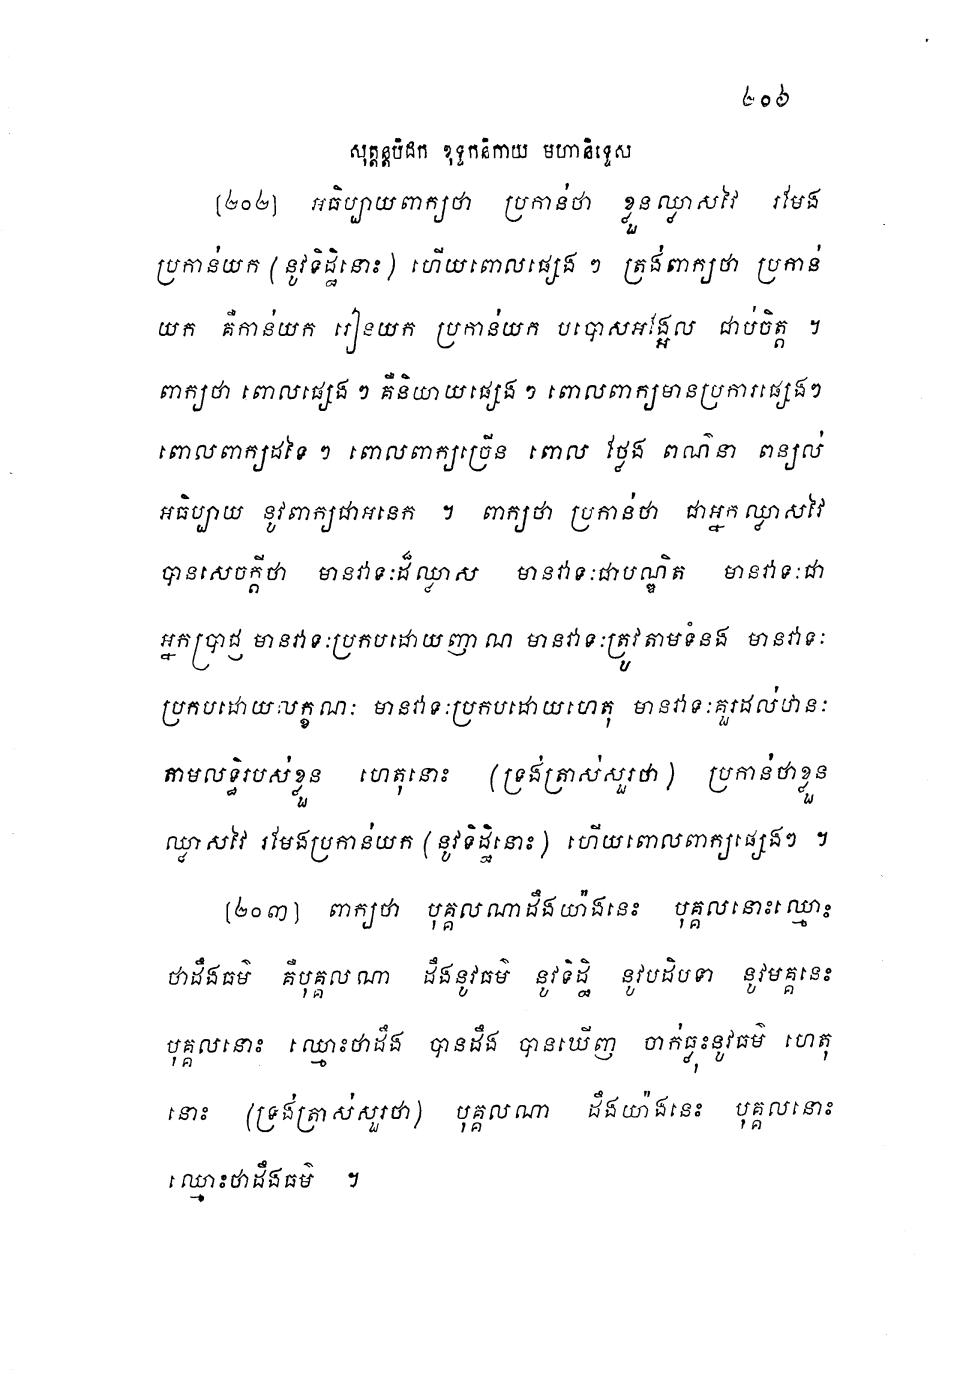 ២០៦
សុត្តន្តបិដក ខុទ្ទកនិកាយ មហានិទ្ទេស
[២០២] អធិប្បាយពាក្យថា ប្រកាន់ថា ខ្លួនឈ្លាសវៃ រមែង
ប្រកាន់យក (នូវទិដ្ឋិនោះ) ហើយពោលផ្សេង ៗ ត្រង់ពាក្យថា ប្រកាន់
យក គឺកាន់យក រៀនយក ប្រកាន់យក បបោសអង្អែល ជាប់ចិត្ត ។
ពាក្យថា ពោលផ្សេង ៗ គឺនិយាយផ្សេង ៗ ពោលពាក្យមានប្រការផ្សេងៗ
ពោលពាក្យដទៃ ៗ ពោលពាក្យច្រើន ពោល ថ្លែង ពណ៌នា ពន្យល់
អធិប្បាយ នូវពាក្យជាអនេក ។ ពាក្យថា ប្រកាន់ថា ជាអ្នកឈ្លាសវៃ
បានសេចក្តីថា មានវាទៈដ៏ឈ្លាស មានវាទៈជាបណ្ឌិត មានវាទៈជា
អ្នកប្រាជ្ញ មានវាទៈប្រកបដោយញាណ មានវាទៈត្រូវតាមទំនង មានវាទៈ
ប្រកបដោយលក្ខណៈ មានវាទៈប្រកបដោយហេតុ មានវាទៈគួរដល់ឋានៈ
តាមលទ្ធិរបស់ខ្លួន ហេតុនោះ (ទ្រង់ត្រាស់សួរថា) ប្រកាន់ថាខ្លួន
ឈ្លាសវៃ រមែងប្រកាន់យក (នូវទិដ្ឋិនោះ) ហើយពោលពាក្យផ្សេងៗ ។
[២០៣] ពាក្យថា បុគ្គលណាដឹងយ៉ាងនេះ បុគ្គលនោះឈ្មោះ
ថាដឹងធម៌ គឺបុគ្គលណា ដឹងនូវធម៌ នូវទិដ្ឋិ នូវបដិបទា នូវមគ្គនេះ
បុគ្គលនោះ ឈ្មោះថាដឹង បានដឹង បានឃើញ ចាក់ធ្លុះនូវធម៌ ហេតុ
នោះ (ទ្រង់ត្រាស់សួរថា) បុគ្គលណា ដឹងយ៉ាងនេះ បុគ្គលនោះ
ឈ្មោះថាដឹងធម៌ ។